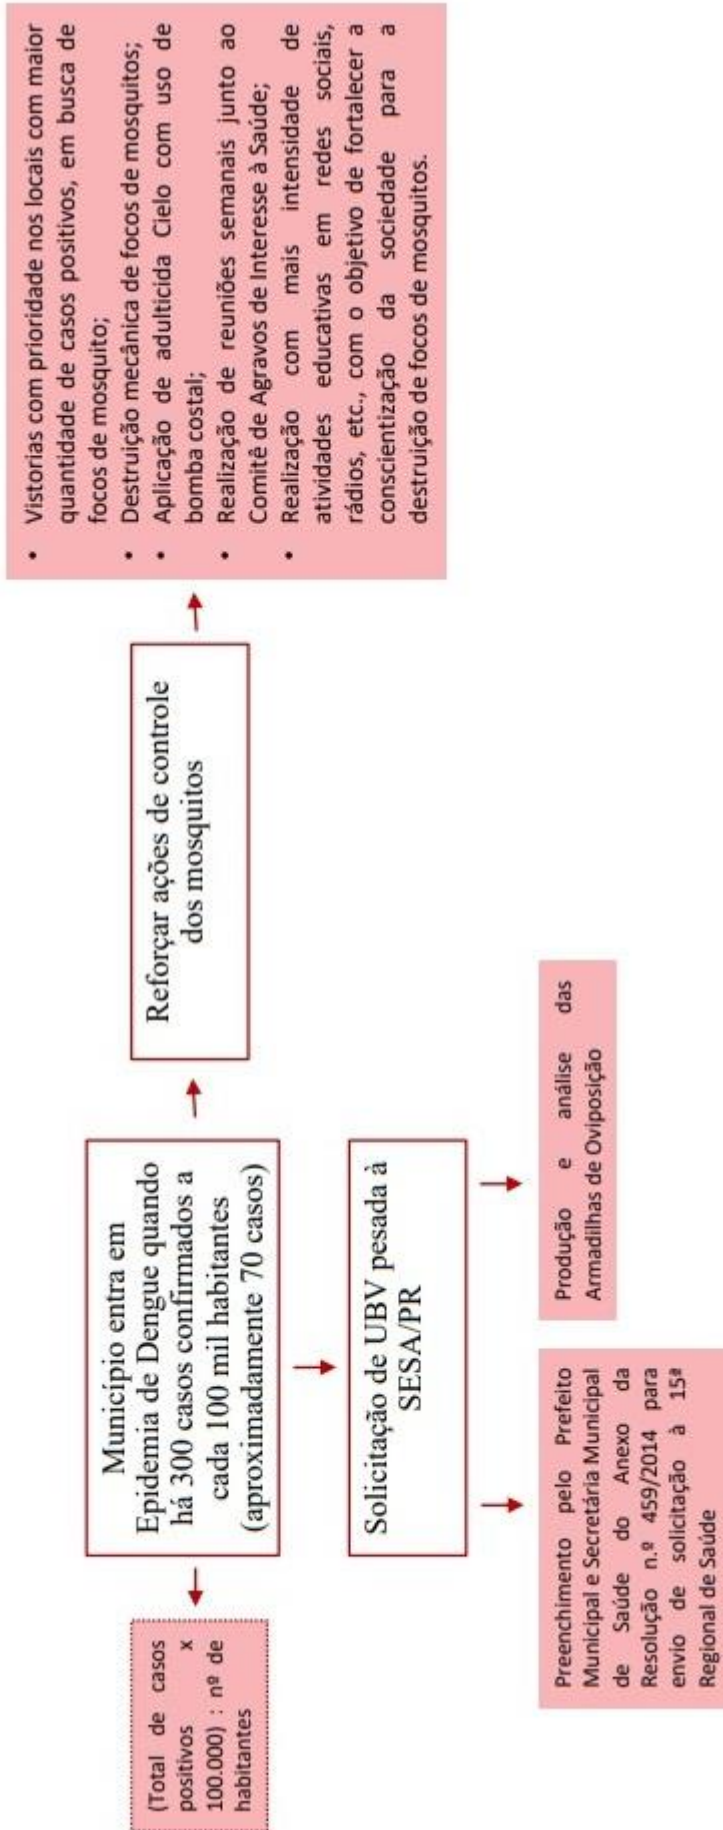 (Total de casos
positivos x
100.000) : nº de
habitantes
Município entra em
Epidemia de Dengue quando
há 300 casos confirmados a
cada 100 mil habitantes
(aproximadamente 70 casos)
Reforçar ações de controle
dos mosquitos
• Vistorias com prioridade nos locais com maior
quantidade de casos positivos, em busca de
focos de mosquito;
• Destruição mecânica de focos de mosquitos;
• Aplicação de adulticida Cielo com uso de
bomba costal;
• Realização de reuniões semanais junto ao
Comitê de Agravos de Interesse à Saúde;
• Realização com mais intensidade de
atividades educativas em redes sociais,
rádios, etc., com o objetivo de fortalecer a
conscientização da sociedade para a
destruição de focos de mosquitos.
Solicitação de UBV pesada à
SESA/PR
Preenchimento pelo Prefeito
Municipal e Secretária Municipal
de Saúde do Anexo da
Resolução n.º 459/2014 para
envio de solicitação à 15ª
Regional de Saúde
Produção e análise das
Armadilhas de Oviposição